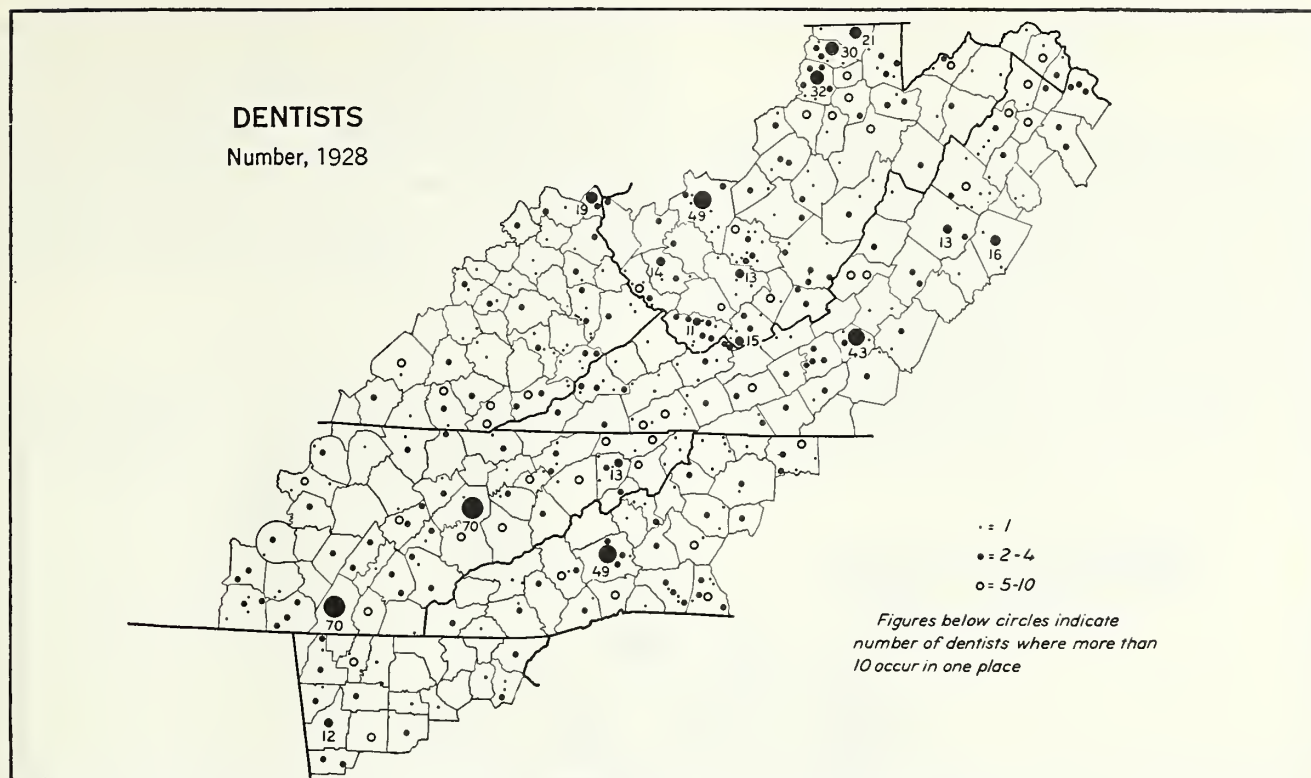 DENTISTS
Number, 1928
21
30
32
19
49
14
13
13
16
11
15
43
13
70
49
70
12
· = 1
● = 2-4
○ = 5-10
Figures below circles indicate
number of dentists where more than
10 occur in one place